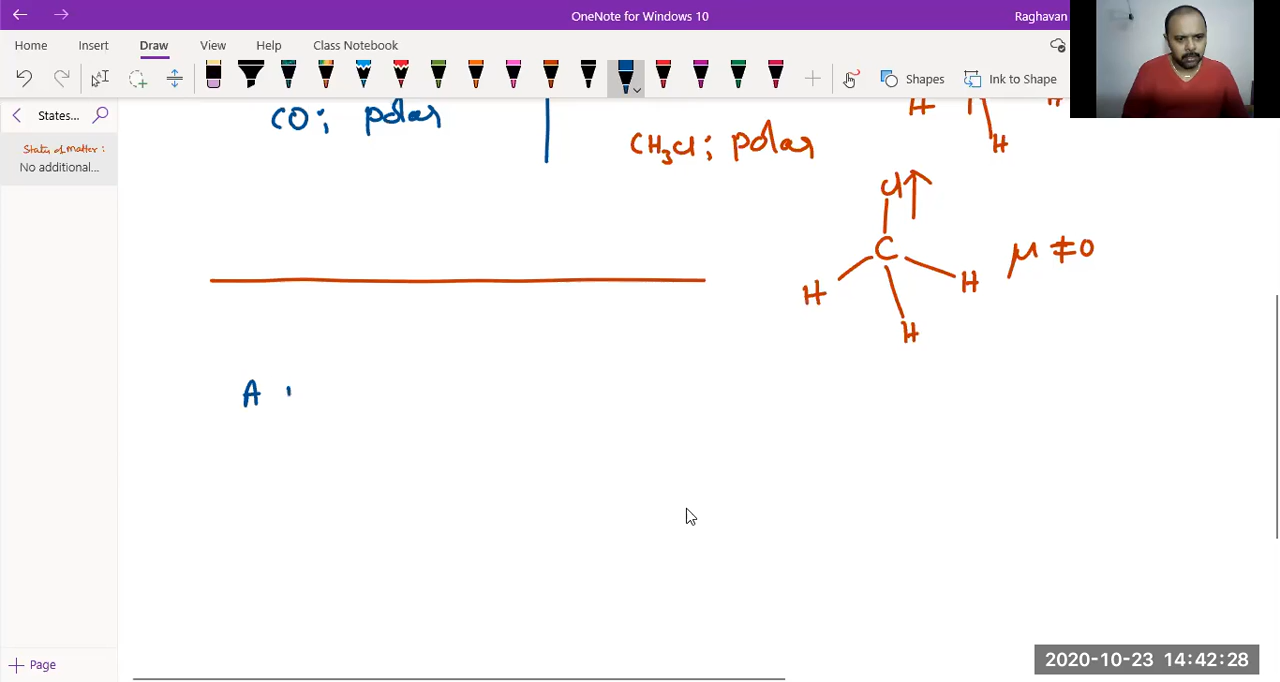 OneNote for Windows 10
Raghavan
Home Insert Draw View Help Class Notebook
Shapes Ink to Shape
States...
States of matter:
No additional...
CO; polar
CH3Cl; polar
H H
H
Cl
C
H H
H
μ ≠ 0
A
Page
2020-10-23 14:42:28